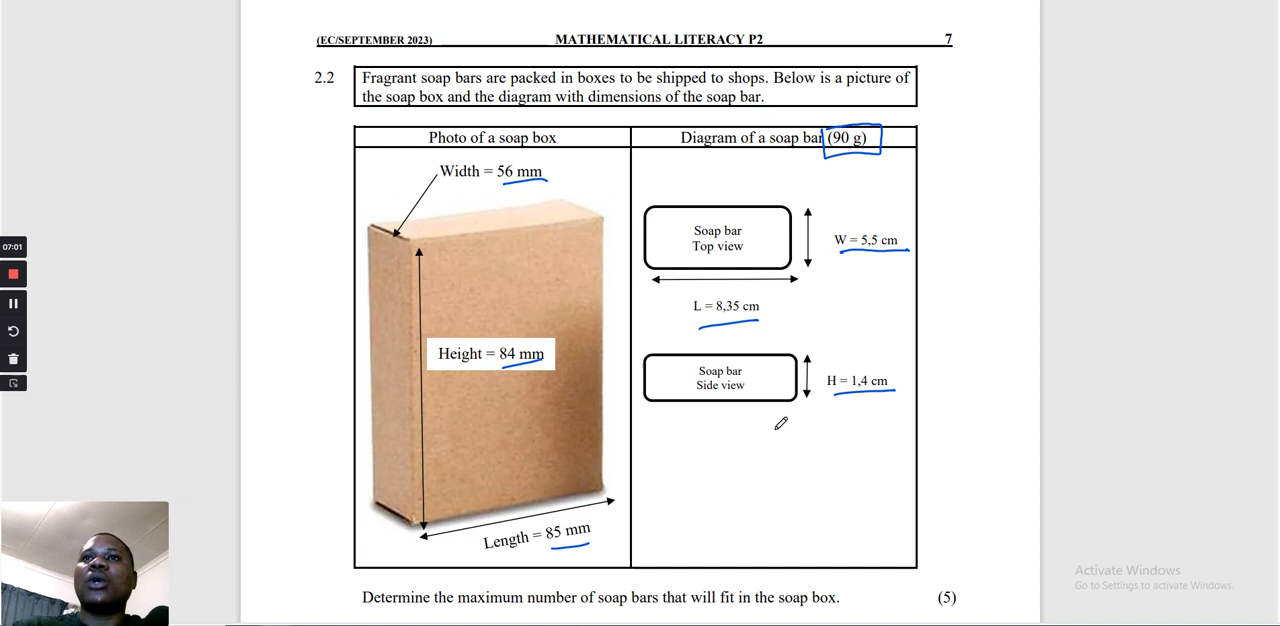 (EC/SEPTEMBER 2023) MATHEMATICAL LITERACY P2 7
2.2 Fragrant soap bars are packed in boxes to be shipped to shops. Below is a picture of
the soap box and the diagram with dimensions of the soap bar.
Photo of a soap box
Diagram of a soap bar (90 g)
Width = 56 mm
Height = 84 mm
Length = 85 mm
Soap bar
Top view
W = 5,5 cm
L = 8,35 cm
Soap bar
Side view
H = 1,4 cm
Determine the maximum number of soap bars that will fit in the soap box. (5)
07:01
Activate Windows
Go to Settings to activate Windows.